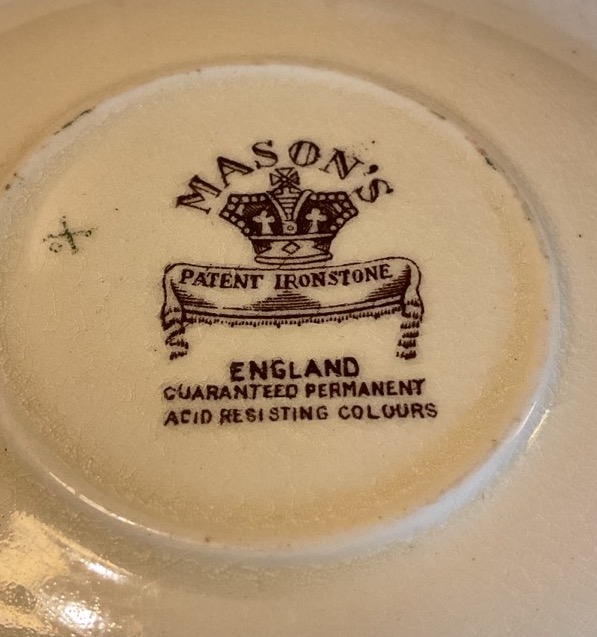 MASON'S
PATENT IRONSTONE
ENGLAND
GUARANTEED PERMANENT
ACID RESISTING COLOURS